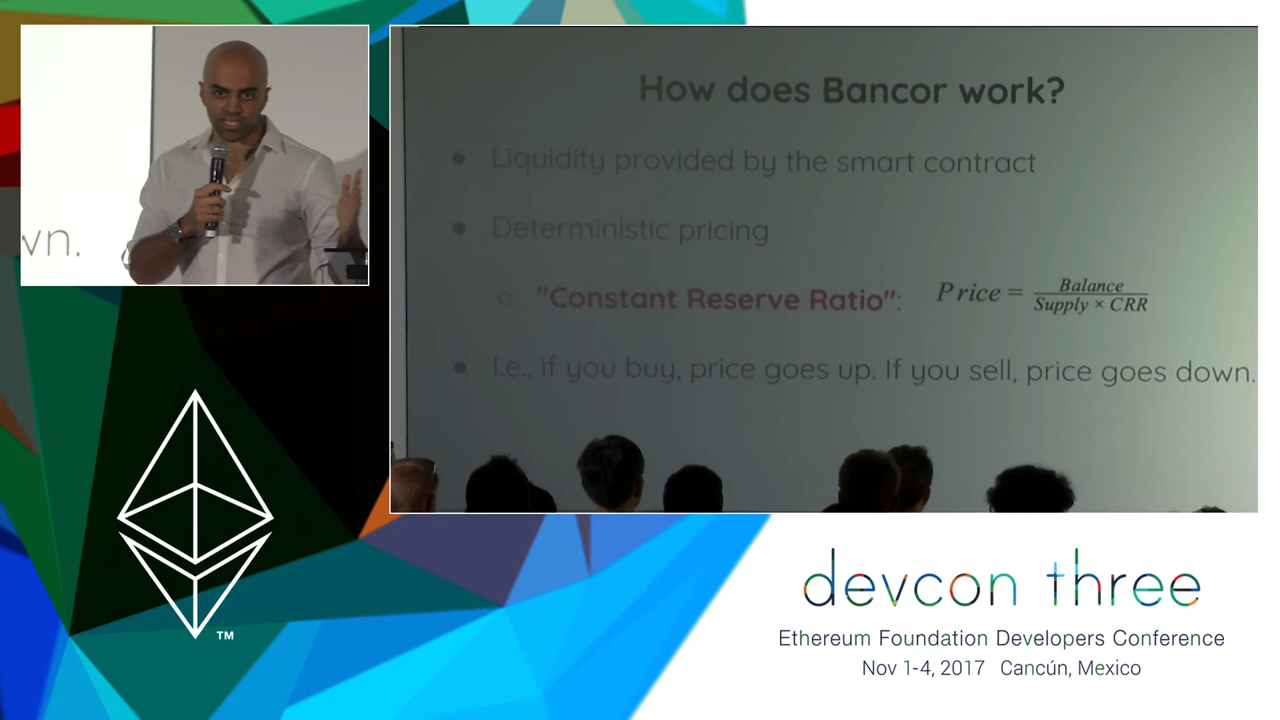 wn.
How does Bancor work?
Liquidity provided by the smart contract
Deterministic pricing
"Constant Reserve Ratio": Price = Balance / Supply × CRR
I.e., if you buy, price goes up. If you sell, price goes down.
TM
devcon three
Ethereum Foundation Developers Conference
Nov 1-4, 2017 Cancún, Mexico